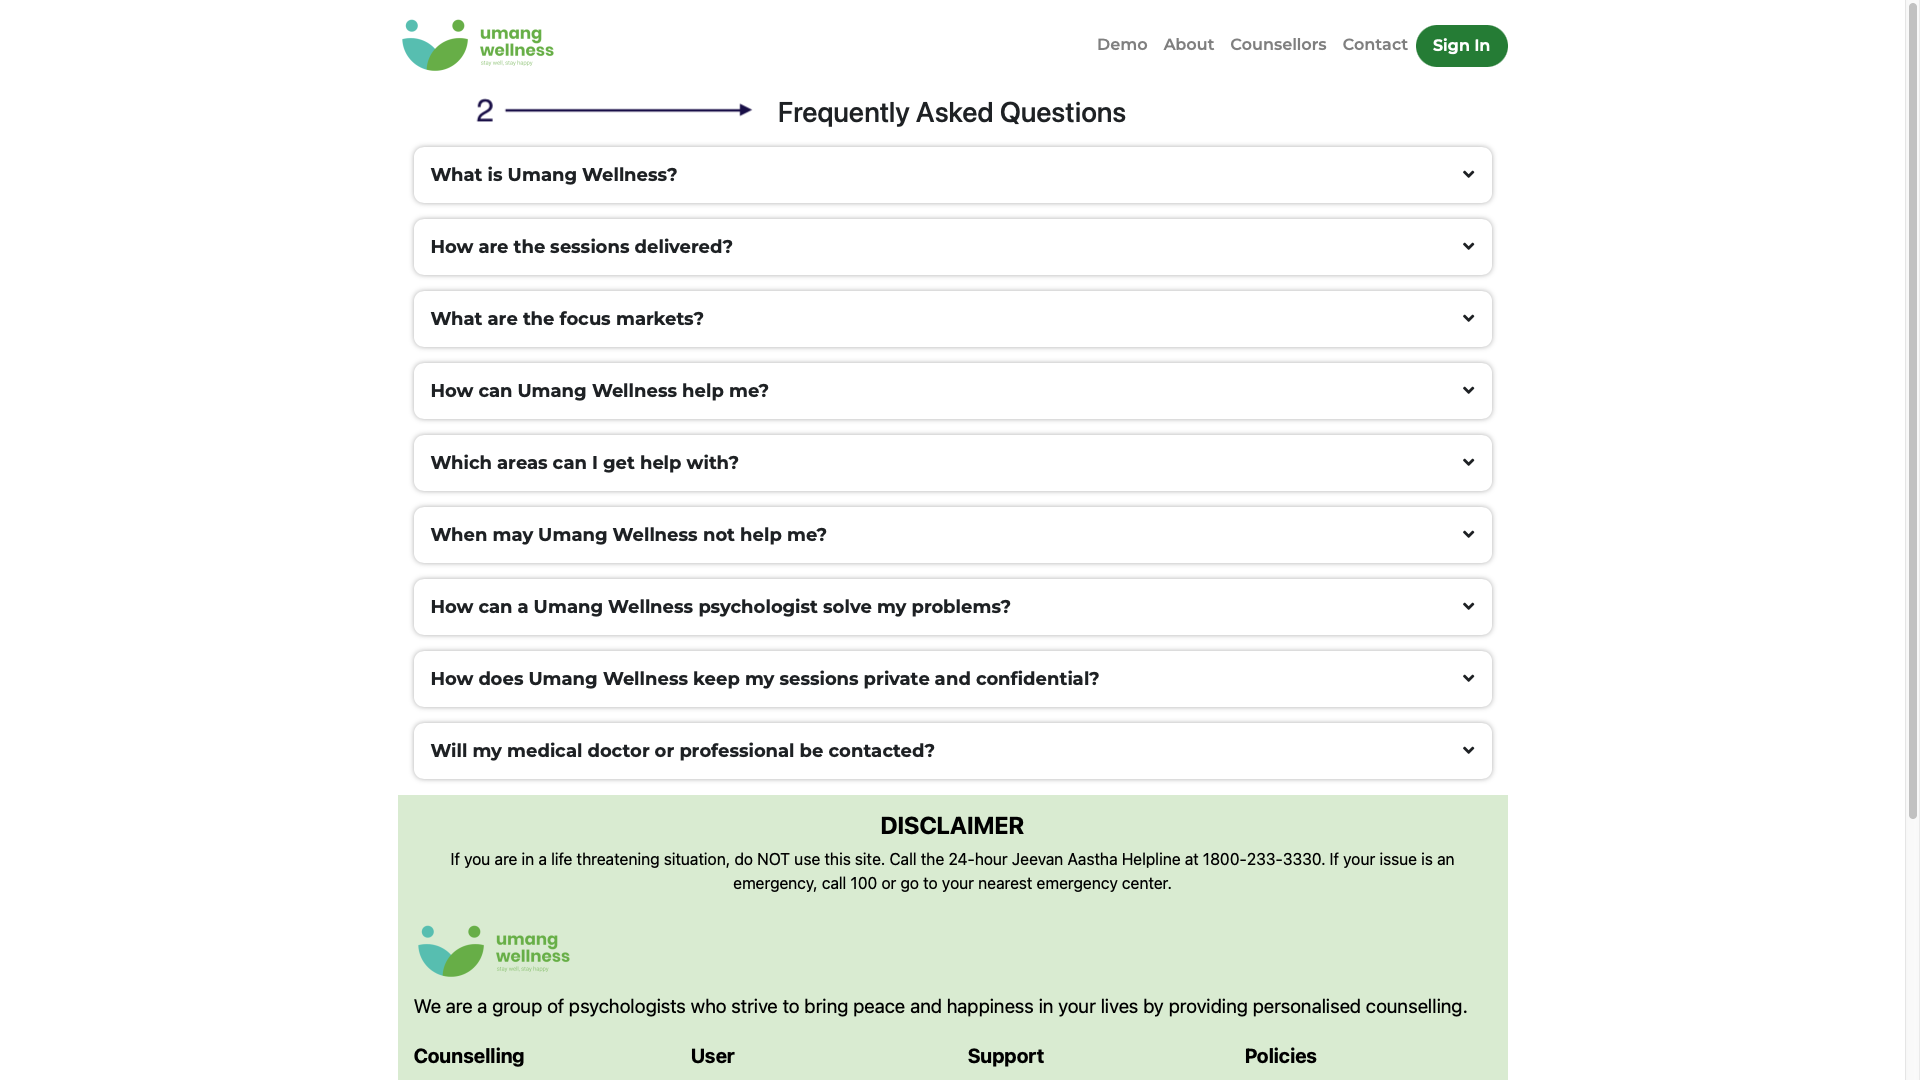 umang
wellness
stay well, stay happy
Demo About Counsellors Contact Sign In
2 Frequently Asked Questions
What is Umang Wellness?
How are the sessions delivered?
What are the focus markets?
How can Umang Wellness help me?
Which areas can I get help with?
When may Umang Wellness not help me?
How can a Umang Wellness psychologist solve my problems?
How does Umang Wellness keep my sessions private and confidential?
Will my medical doctor or professional be contacted?
DISCLAIMER
If you are in a life threatening situation, do NOT use this site. Call the 24-hour Jeevan Aastha Helpline at 1800-233-3330. If your issue is an
emergency, call 100 or go to your nearest emergency center.
umang
wellness
stay well, stay happy
We are a group of psychologists who strive to bring peace and happiness in your lives by providing personalised counselling.
Counselling User Support Policies